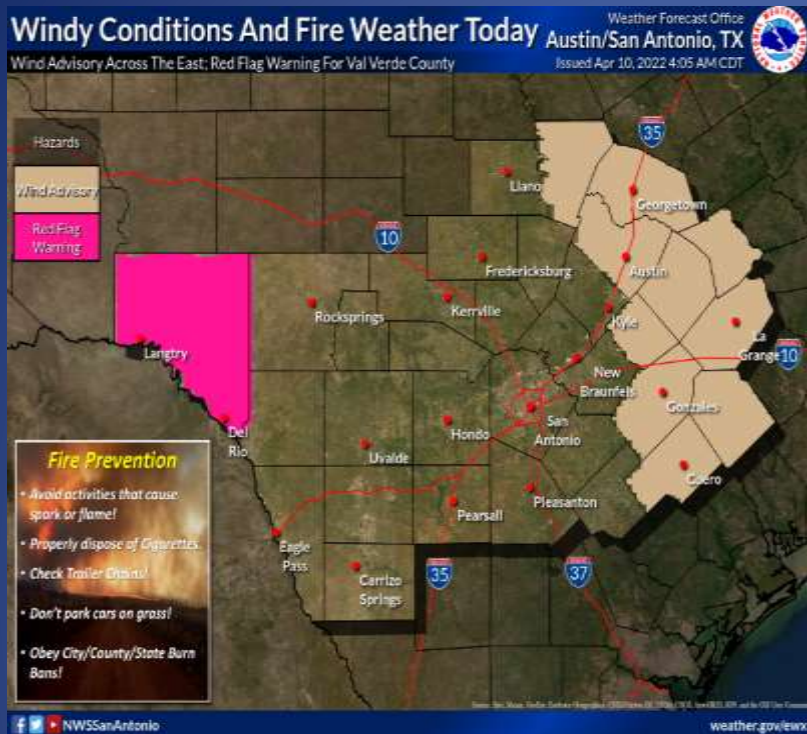 Windy Conditions And Fire Weather Today
Wind Advisory Across The East; Red Flag Warning For Val Verde County
Weather Forecast Office
Austin/San Antonio, TX
Issued Apr 10, 2022 4:05 AM CDT
Hazards
Wind Advisory
Red Flag
Warning
35
Llano
Georgetown
10
Fredericksburg
Austin
Rocksprings
Kerrville
Kyle
La
Grange
Langtry
10
New
Braunfels
Gonzales
Del
Rio
Hondo
San
Antonio
Uvalde
Cuero
Pearsall
Pleasanton
Eagle
Pass
Carrizo
Springs
35
37
Fire Prevention
• Avoid activities that cause
spark or flame!
• Properly dispose of Cigarettes.
• Check Trailer Chains!
• Don't park cars on grass!
• Obey City/County/State Burn
Bans!
NWSSanAntonio
weather.gov/ewx